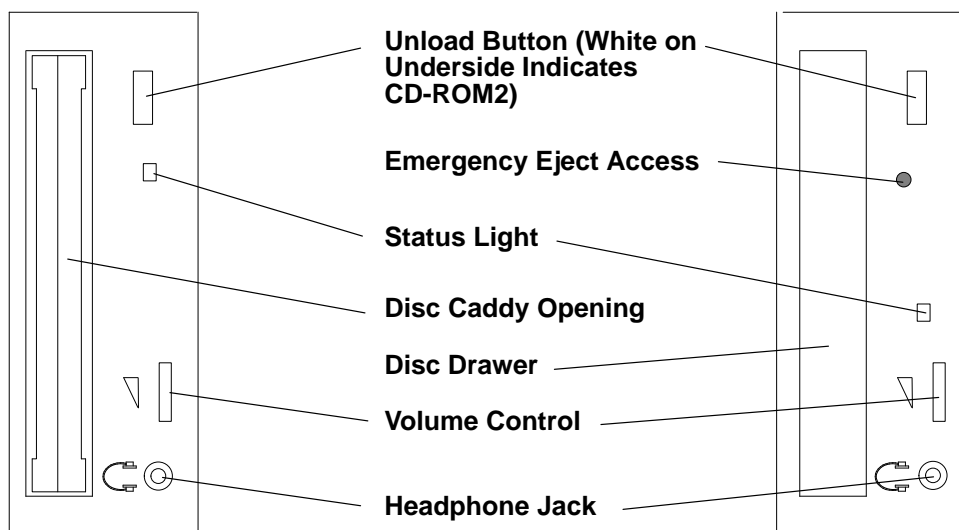 Unload Button (White on
Underside Indicates
CD-ROM2)
Emergency Eject Access
Status Light
Disc Caddy Opening
Disc Drawer
Volume Control
Headphone Jack